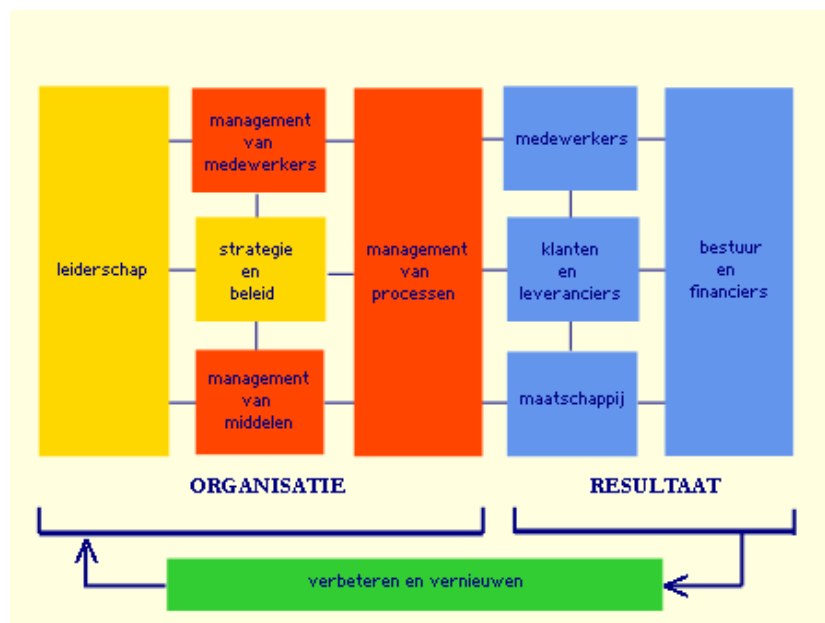 leiderschap
management
van
medewerkers
strategie
en
beleid
management
van
middelen
management
van
processen
medewerkers
klanten
en
leveranciers
maatschappij
bestuur
en
financiers
ORGANISATIE
RESULTAAT
verbeteren en vernieuwen